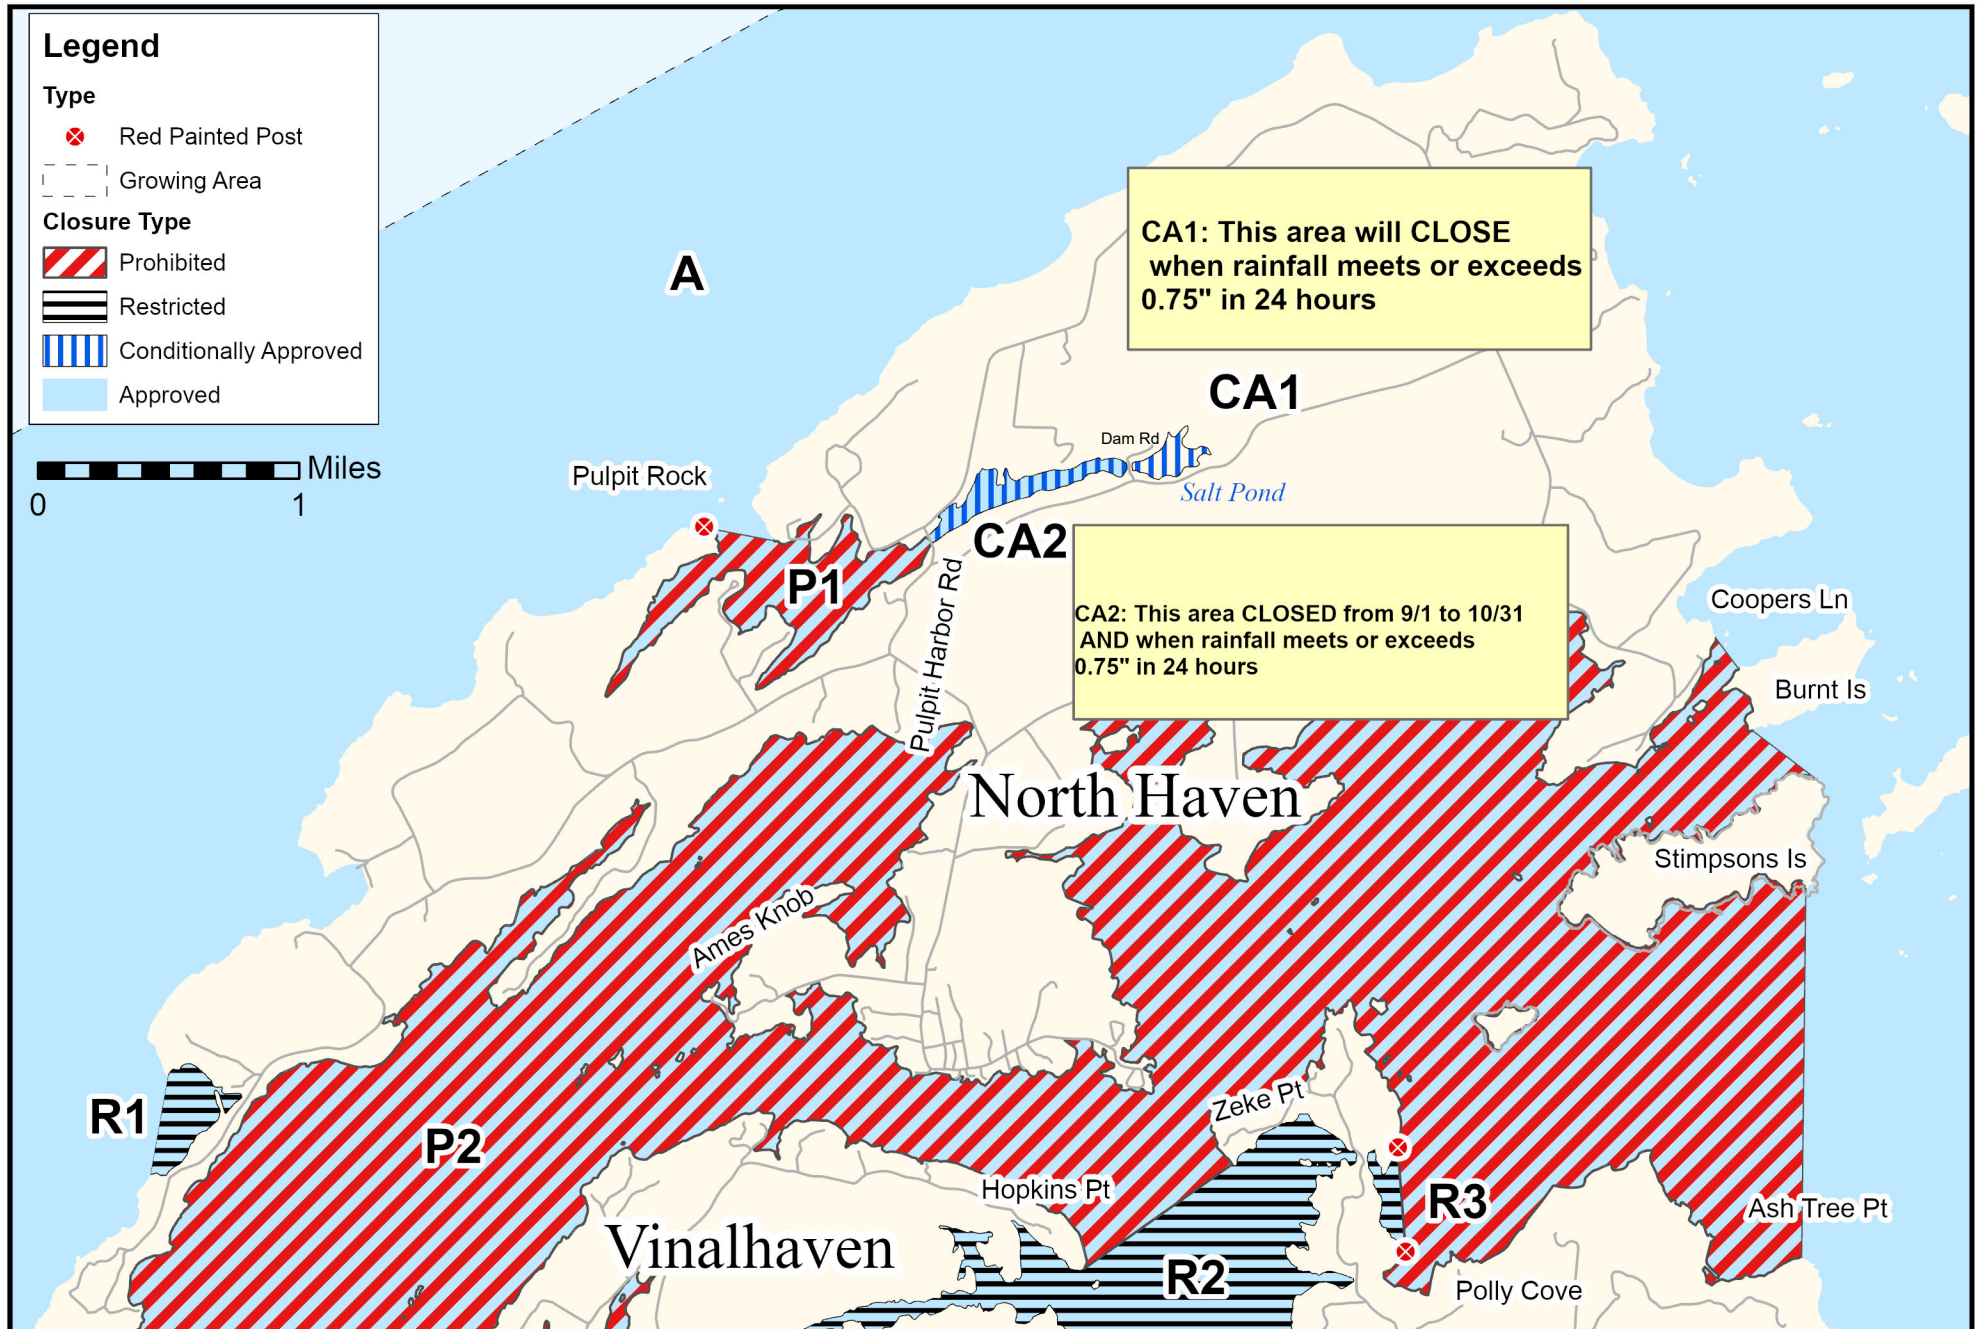 Legend
Type
Red Painted Post
Growing Area
Closure Type
Prohibited
Restricted
Conditionally Approved
Approved
Miles
0 1
A
CA1: This area will CLOSE
when rainfall meets or exceeds
0.75" in 24 hours
CA1
Dam Rd
Salt Pond
Pulpit Rock
CA2
P1
Pulpit Harbor Rd
CA2: This area CLOSED from 9/1 to 10/31
AND when rainfall meets or exceeds
0.75" in 24 hours
Coopers Ln
Burnt Is
North Haven
Stimpsons Is
Ames Knob
R1
P2
Zeke Pt
Hopkins Pt
R3
Ash Tree Pt
Vinalhaven
R2
Polly Cove